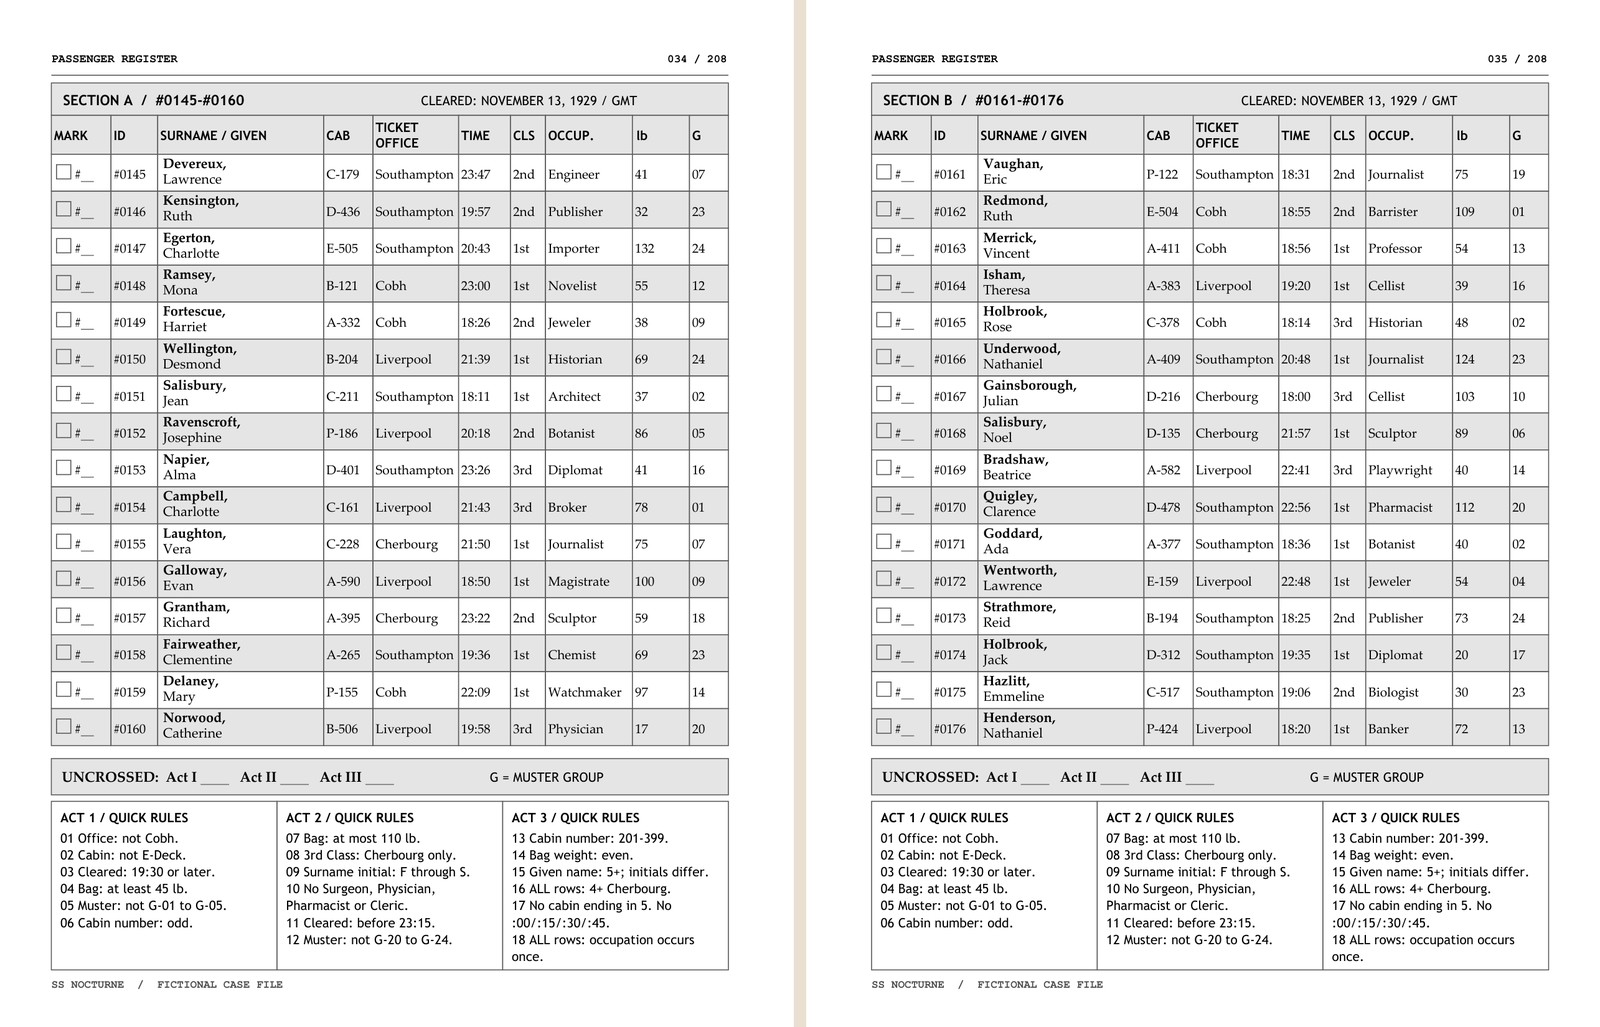 PASSENGER REGISTER 034 / 208
SECTION A / #0145-#0160 CLEARED: NOVEMBER 13, 1929 / GMT
MARK ID SURNAME / GIVEN CAB TICKET OFFICE TIME CLS OCCUP. lb G
#__ #0145 Devereux, Lawrence C-179 Southampton 23:47 2nd Engineer 41 07
#__ #0146 Kensington, Ruth D-436 Southampton 19:57 2nd Publisher 32 23
#__ #0147 Egerton, Charlotte E-505 Southampton 20:43 1st Importer 132 24
#__ #0148 Ramsey, Mona B-121 Cobh 23:00 1st Novelist 55 12
#__ #0149 Fortescue, Harriet A-332 Cobh 18:26 2nd Jeweler 38 09
#__ #0150 Wellington, Desmond B-204 Liverpool 21:39 1st Historian 69 24
#__ #0151 Salisbury, Jean C-211 Southampton 18:11 1st Architect 37 02
#__ #0152 Ravenscroft, Josephine P-186 Liverpool 20:18 2nd Botanist 86 05
#__ #0153 Napier, Alma D-401 Southampton 23:26 3rd Diplomat 41 16
#__ #0154 Campbell, Charlotte C-161 Liverpool 21:43 3rd Broker 78 01
#__ #0155 Laughton, Vera C-228 Cherbourg 21:50 1st Journalist 75 07
#__ #0156 Galloway, Evan A-590 Liverpool 18:50 1st Magistrate 100 09
#__ #0157 Grantham, Richard A-395 Cherbourg 23:22 2nd Sculptor 59 18
#__ #0158 Fairweather, Clementine A-265 Southampton 19:36 1st Chemist 69 23
#__ #0159 Delaney, Mary P-155 Cobh 22:09 1st Watchmaker 97 14
#__ #0160 Norwood, Catherine B-506 Liverpool 19:58 3rd Physician 17 20
UNCROSSED: Act I ____ Act II ____ Act III ____ G = MUSTER GROUP
ACT 1 / QUICK RULES
01 Office: not Cobh.
02 Cabin: not E-Deck.
03 Cleared: 19:30 or later.
04 Bag: at least 45 lb.
05 Muster: not G-01 to G-05.
06 Cabin number: odd.
ACT 2 / QUICK RULES
07 Bag: at most 110 lb.
08 3rd Class: Cherbourg only.
09 Surname initial: F through S.
10 No Surgeon, Physician,
Pharmacist or Cleric.
11 Cleared: before 23:15.
12 Muster: not G-20 to G-24.
ACT 3 / QUICK RULES
13 Cabin number: 201-399.
14 Bag weight: even.
15 Given name: 5+; initials differ.
16 ALL rows: 4+ Cherbourg.
17 No cabin ending in 5. No
:00/:15/:30/:45.
18 ALL rows: occupation occurs
once.
SS NOCTURNE / FICTIONAL CASE FILE
PASSENGER REGISTER 035 / 208
SECTION B / #0161-#0176 CLEARED: NOVEMBER 13, 1929 / GMT
MARK ID SURNAME / GIVEN CAB TICKET OFFICE TIME CLS OCCUP. lb G
#__ #0161 Vaughan, Eric P-122 Southampton 18:31 2nd Journalist 75 19
#__ #0162 Redmond, Ruth E-504 Cobh 18:55 2nd Barrister 109 01
#__ #0163 Merrick, Vincent A-411 Cobh 18:56 1st Professor 54 13
#__ #0164 Isham, Theresa A-383 Liverpool 19:20 1st Cellist 39 16
#__ #0165 Holbrook, Rose C-378 Cobh 18:14 3rd Historian 48 02
#__ #0166 Underwood, Nathaniel A-409 Southampton 20:48 1st Journalist 124 23
#__ #0167 Gainsborough, Julian D-216 Cherbourg 18:00 3rd Cellist 103 10
#__ #0168 Salisbury, Noel D-135 Cherbourg 21:57 1st Sculptor 89 06
#__ #0169 Bradshaw, Beatrice A-582 Liverpool 22:41 3rd Playwright 40 14
#__ #0170 Quigley, Clarence D-478 Southampton 22:56 1st Pharmacist 112 20
#__ #0171 Goddard, Ada A-377 Southampton 18:36 1st Botanist 40 02
#__ #0172 Wentworth, Lawrence E-159 Liverpool 22:48 1st Jeweler 54 04
#__ #0173 Strathmore, Reid B-194 Southampton 18:25 2nd Publisher 73 24
#__ #0174 Holbrook, Jack D-312 Southampton 19:35 1st Diplomat 20 17
#__ #0175 Hazlitt, Emmeline C-517 Southampton 19:06 2nd Biologist 30 23
#__ #0176 Henderson, Nathaniel P-424 Liverpool 18:20 1st Banker 72 13
UNCROSSED: Act I ____ Act II ____ Act III ____ G = MUSTER GROUP
ACT 1 / QUICK RULES
01 Office: not Cobh.
02 Cabin: not E-Deck.
03 Cleared: 19:30 or later.
04 Bag: at least 45 lb.
05 Muster: not G-01 to G-05.
06 Cabin number: odd.
ACT 2 / QUICK RULES
07 Bag: at most 110 lb.
08 3rd Class: Cherbourg only.
09 Surname initial: F through S.
10 No Surgeon, Physician,
Pharmacist or Cleric.
11 Cleared: before 23:15.
12 Muster: not G-20 to G-24.
ACT 3 / QUICK RULES
13 Cabin number: 201-399.
14 Bag weight: even.
15 Given name: 5+; initials differ.
16 ALL rows: 4+ Cherbourg.
17 No cabin ending in 5. No
:00/:15/:30/:45.
18 ALL rows: occupation occurs
once.
SS NOCTURNE / FICTIONAL CASE FILE